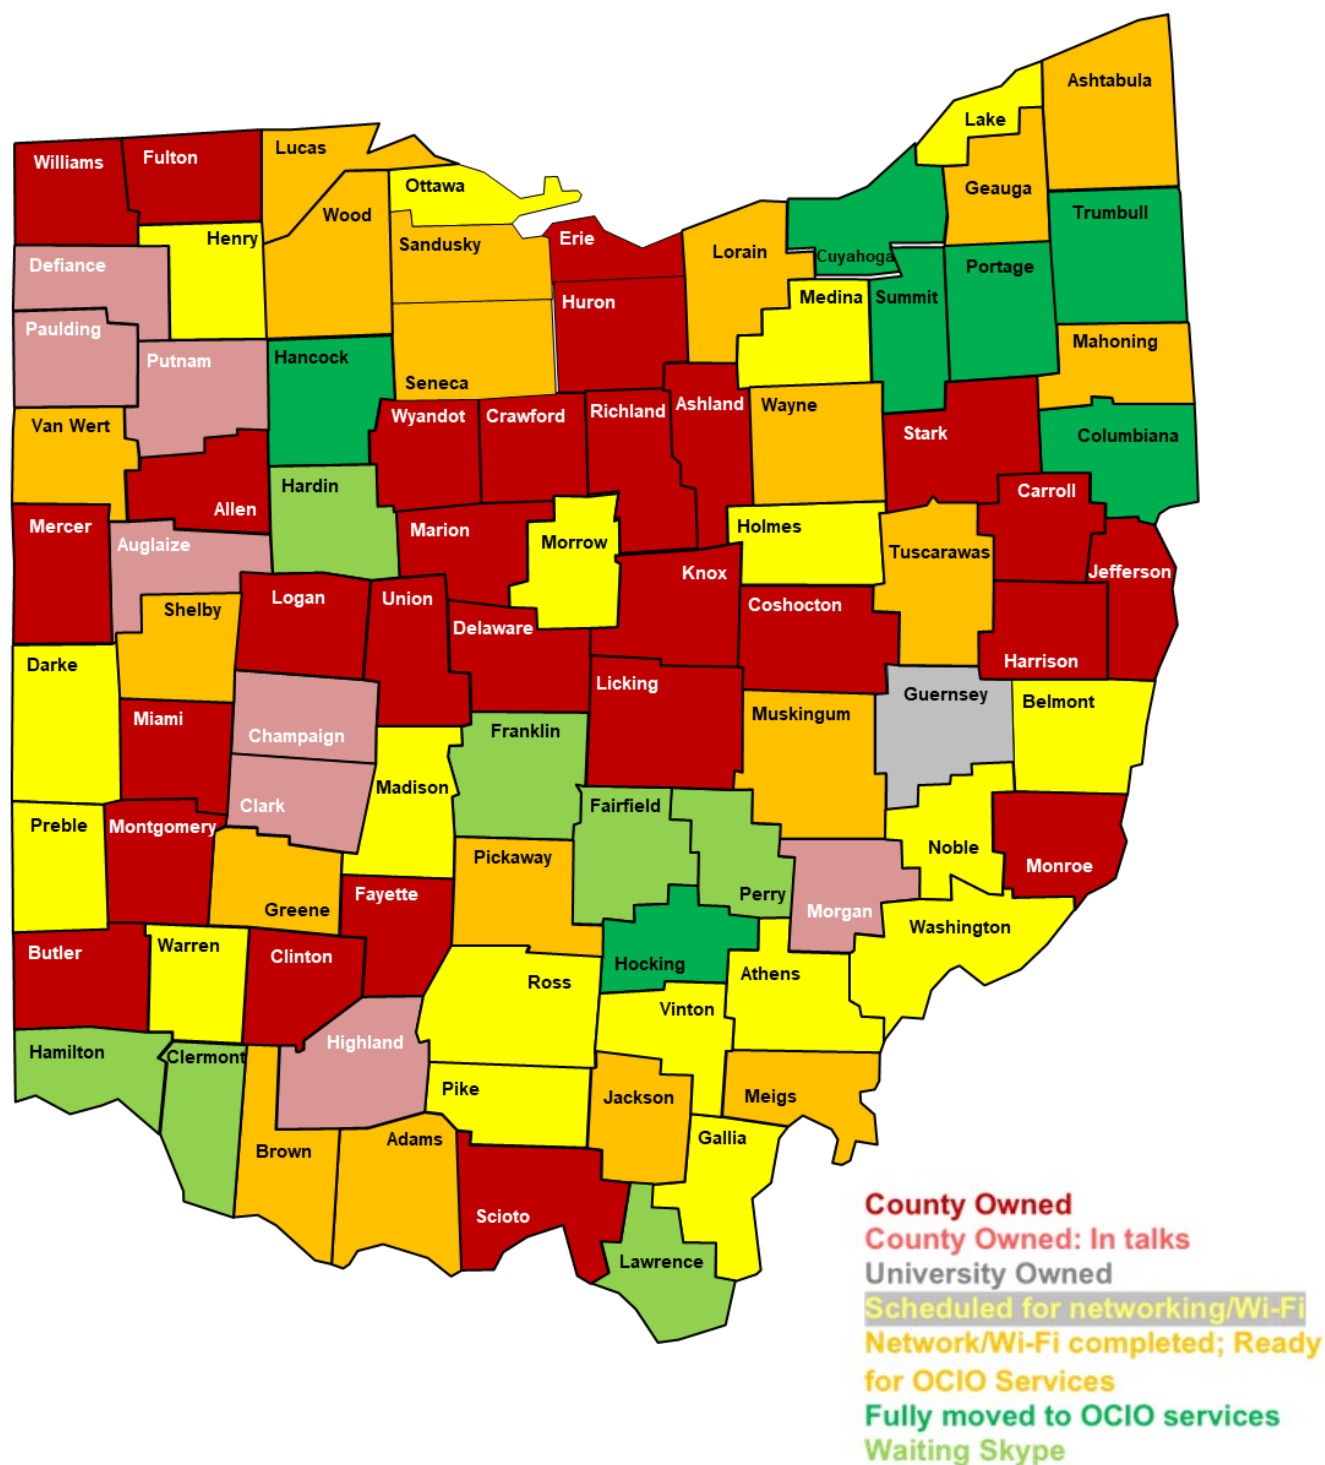 Ashtabula
Lake
Lucas
Fulton
Williams
Ottawa
Geauga
Wood
Trumbull
Henry
Erie
Sandusky
Lorain
Cuyahoga
Defiance
Portage
Medina
Summit
Huron
Paulding
Mahoning
Hancock
Putnam
Seneca
Ashland
Wayne
Richland
Crawford
Wyandot
Van Wert
Stark
Columbiana
Hardin
Carroll
Allen
Mercer
Holmes
Marion
Morrow
Auglaize
Tuscarawas
Knox
Jefferson
Logan
Union
Coshocton
Shelby
Delaware
Harrison
Darke
Licking
Guernsey
Belmont
Muskingum
Miami
Franklin
Champaign
Madison
Clark
Fairfield
Preble
Montgomery
Noble
Pickaway
Monroe
Fayette
Perry
Greene
Morgan
Washington
Warren
Butler
Clinton
Hocking
Athens
Ross
Vinton
Highland
Hamilton
Clermont
Pike
Jackson
Meigs
Adams
Gallia
Brown
Scioto
Lawrence
County Owned
County Owned: In talks
University Owned
Scheduled for networking/Wi-Fi
Network/Wi-Fi completed; Ready
for OCIO Services
Fully moved to OCIO services
Waiting Skype